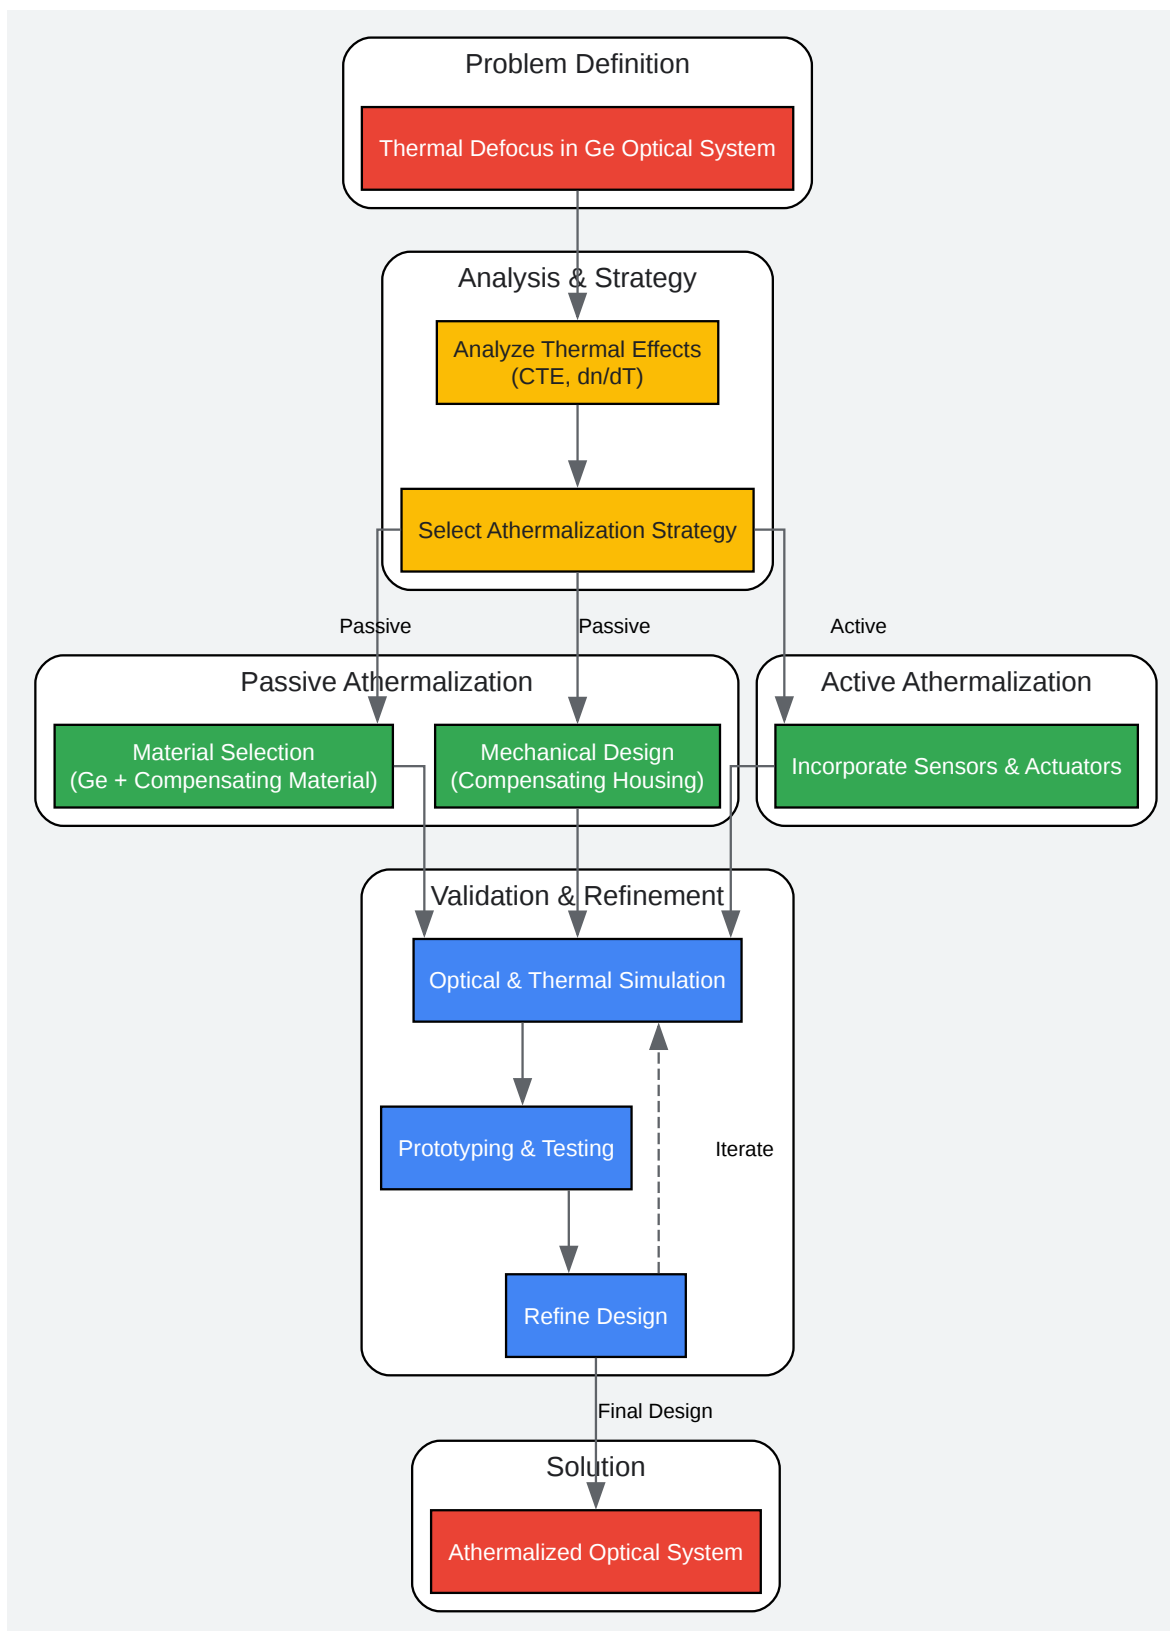 Problem Definition
Thermal Defocus in Ge Optical System
Analysis & Strategy
Analyze Thermal Effects
(CTE, dn/dT)
Select Athermalization Strategy
Passive
Passive
Active
Passive Athermalization
Active Athermalization
Material Selection
(Ge + Compensating Material)
Mechanical Design
(Compensating Housing)
Incorporate Sensors & Actuators
Validation & Refinement
Optical & Thermal Simulation
Prototyping & Testing
Iterate
Refine Design
Final Design
Solution
Athermalized Optical System